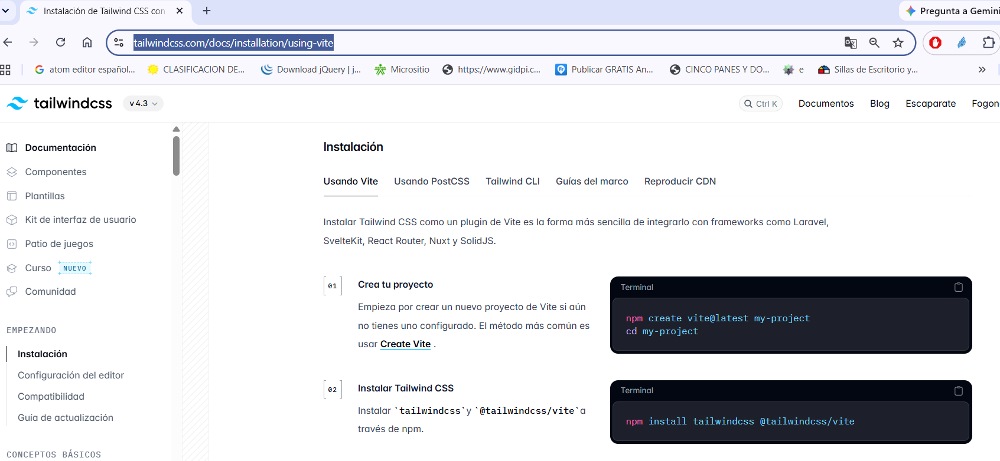 Instalación de Tailwind CSS con
Pregunta a Gemini
tailwindcss.com/docs/installation/using-vite
atom editor español...
CLASIFICACION DE...
Download jQuery | j...
Micrositio
https://www.gidpi.c...
Publicar GRATIS An...
CINCO PANES Y DO...
e
Sillas de Escritorio y...
tailwindcss
v 4.3
Ctrl K
Documentos
Blog
Escaparate
Fogon
Documentación
Componentes
Plantillas
Kit de interfaz de usuario
Patio de juegos
Curso NUEVO
Comunidad
EMPEZANDO
Instalación
Configuración del editor
Compatibilidad
Guía de actualización
CONCEPTOS BÁSICOS
Instalación
Usando Vite
Usando PostCSS
Tailwind CLI
Guías del marco
Reproducir CDN
Instalar Tailwind CSS como un plugin de Vite es la forma más sencilla de integrarlo con frameworks como Laravel,
SvelteKit, React Router, Nuxt y SolidJS.
01
Crea tu proyecto
Empieza por crear un nuevo proyecto de Vite si aún
no tienes uno configurado. El método más común es
usar Create Vite .
Terminal
npm create vite@latest my-project
cd my-project
02
Instalar Tailwind CSS
Instalar `tailwindcss`y `@tailwindcss/vite`a
través de npm.
Terminal
npm install tailwindcss @tailwindcss/vite